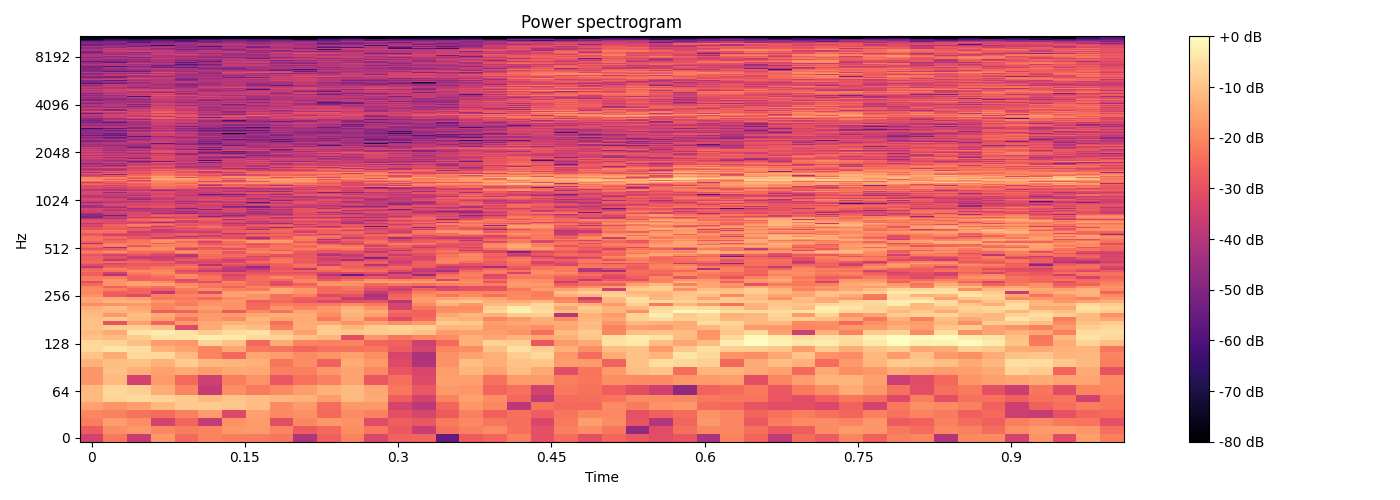 Power spectrogram
Hz
8192
4096
2048
1024
512
256
128
64
0
0 0.15 0.3 0.45 0.6 0.75 0.9
Time
+0 dB
-10 dB
-20 dB
-30 dB
-40 dB
-50 dB
-60 dB
-70 dB
-80 dB